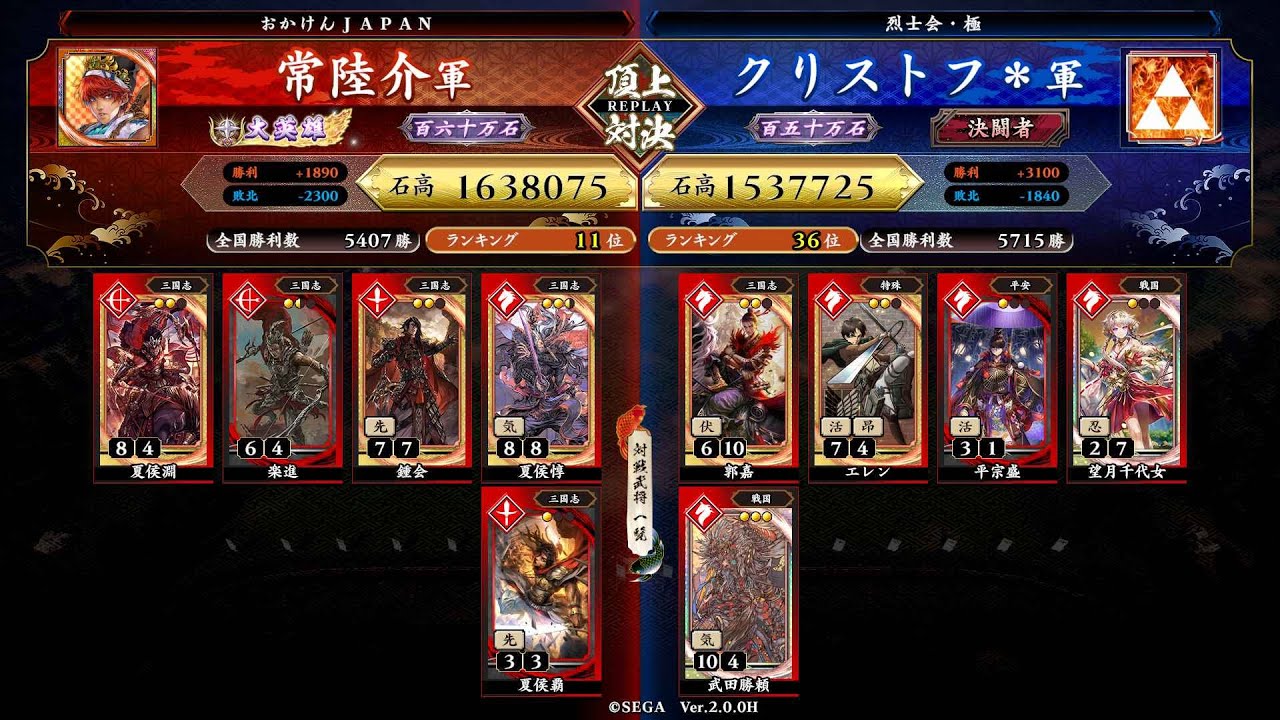 おかけんJAPAN
烈士会・極
常陸介軍
クリストフ＊軍
頂上
REPLAY
対決
大英雄
百六十万石
百五十万石
決闘者
勝利 +1890
敗北 -2300
石高 1638075
石高 1537725
勝利 +3100
敗北 -1840
全国勝利数 5407勝
ランキング 11位
ランキング 36位
全国勝利数 5715勝
三国志
三国志
三国志
三国志
三国志
特殊
平安
戦国
先
気
伏
活 昂
活
忍
8 4
6 4
7 7
8 8
6 10
7 4
3 1
2 7
夏侯淵
楽進
鍾会
夏侯惇
郭嘉
エレン
平宗盛
望月千代女
対戦武将一覧
三国志
戦国
先
気
3 3
10 4
夏侯覇
武田勝頼
©SEGA Ver.2.0.0H